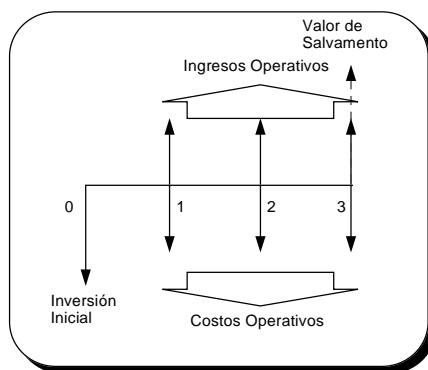 Valor de
Salvamento
Ingresos Operativos
0 1 2 3
Inversión
Inicial
Costos Operativos